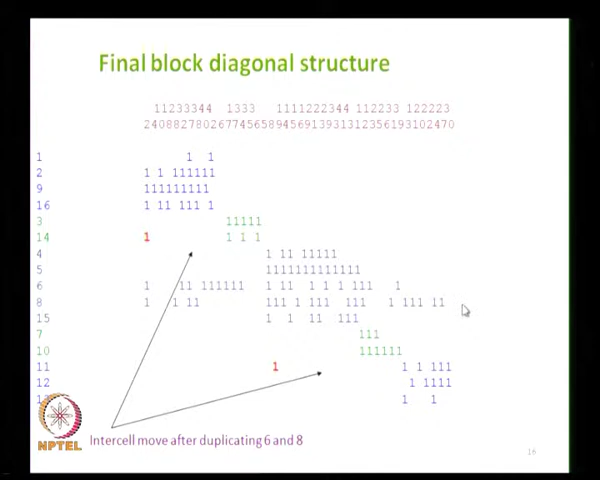 Final block diagonal structure
11233344 1333 1111222344 112233 122223
2408827802677456589456913931312356193102470
1 1 1
2 1 1 111111
9 111111111
16 1 11 111 1
3 11111
14 1 1 1 1
4 1 11 11111
5 1111111111111
6 1 11 111111 1 11 1 1 1 111 1
8 1 1 11 111 1 111 111 1 111 11
15 1 1 11 111
7 111
10 111111
11 1 1 1 111
12 1 1111
1 1
NPTEL
Intercell move after duplicating 6 and 8
16